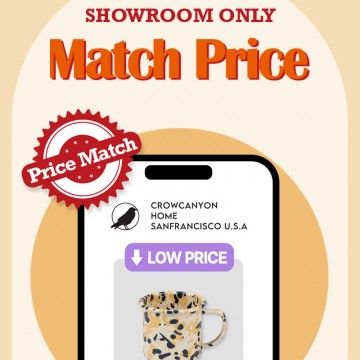 SHOWROOM ONLY
Match Price
Price Match
CROWCANYON
HOME
SANFRANCISCO U.S.A
LOW PRICE